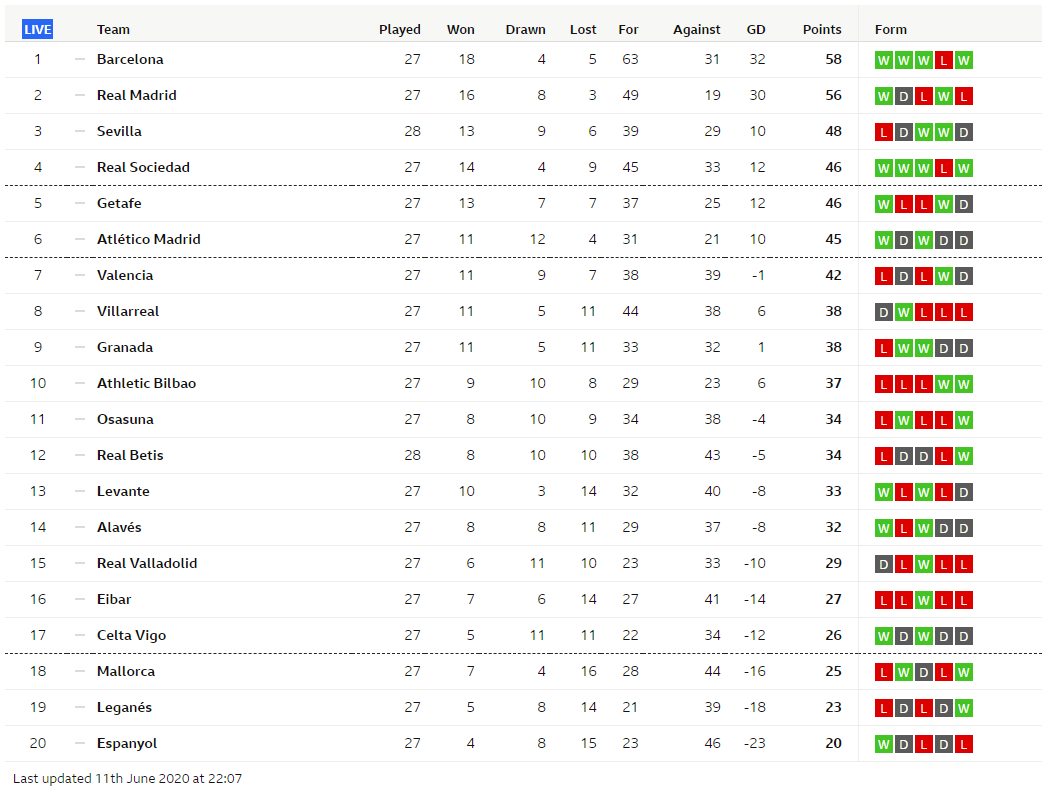 LIVE Team Played Won Drawn Lost For Against GD Points Form
1 — Barcelona 27 18 4 5 63 31 32 58 W W W L W
2 — Real Madrid 27 16 8 3 49 19 30 56 W D L W L
3 — Sevilla 28 13 9 6 39 29 10 48 L D W W D
4 — Real Sociedad 27 14 4 9 45 33 12 46 W W W L W
5 — Getafe 27 13 7 7 37 25 12 46 W L L W D
6 — Atlético Madrid 27 11 12 4 31 21 10 45 W D W D D
7 — Valencia 27 11 9 7 38 39 -1 42 L D L W D
8 — Villarreal 27 11 5 11 44 38 6 38 D W L L L
9 — Granada 27 11 5 11 33 32 1 38 L W W D D
10 — Athletic Bilbao 27 9 10 8 29 23 6 37 L L L W W
11 — Osasuna 27 8 10 9 34 38 -4 34 L W L L W
12 — Real Betis 28 8 10 10 38 43 -5 34 L D D L W
13 — Levante 27 10 3 14 32 40 -8 33 W L W L D
14 — Alavés 27 8 8 11 29 37 -8 32 W L W D D
15 — Real Valladolid 27 6 11 10 23 33 -10 29 D L W L L
16 — Eibar 27 7 6 14 27 41 -14 27 L L W L L
17 — Celta Vigo 27 5 11 11 22 34 -12 26 W D W D D
18 — Mallorca 27 7 4 16 28 44 -16 25 L W D L W
19 — Leganés 27 5 8 14 21 39 -18 23 L D L D W
20 — Espanyol 27 4 8 15 23 46 -23 20 W D L D L
Last updated 11th June 2020 at 22:07